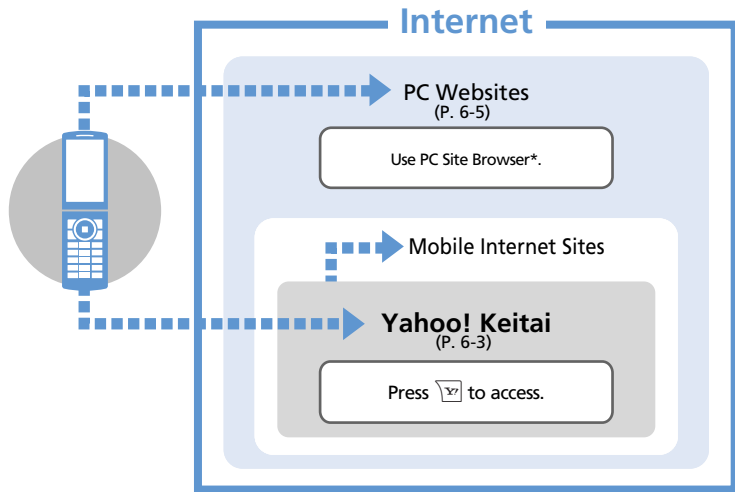 Internet
PC Websites
(P. 6-5)
Use PC Site Browser*.
Mobile Internet Sites
Yahoo! Keitai
(P. 6-3)
Press Y! to access.